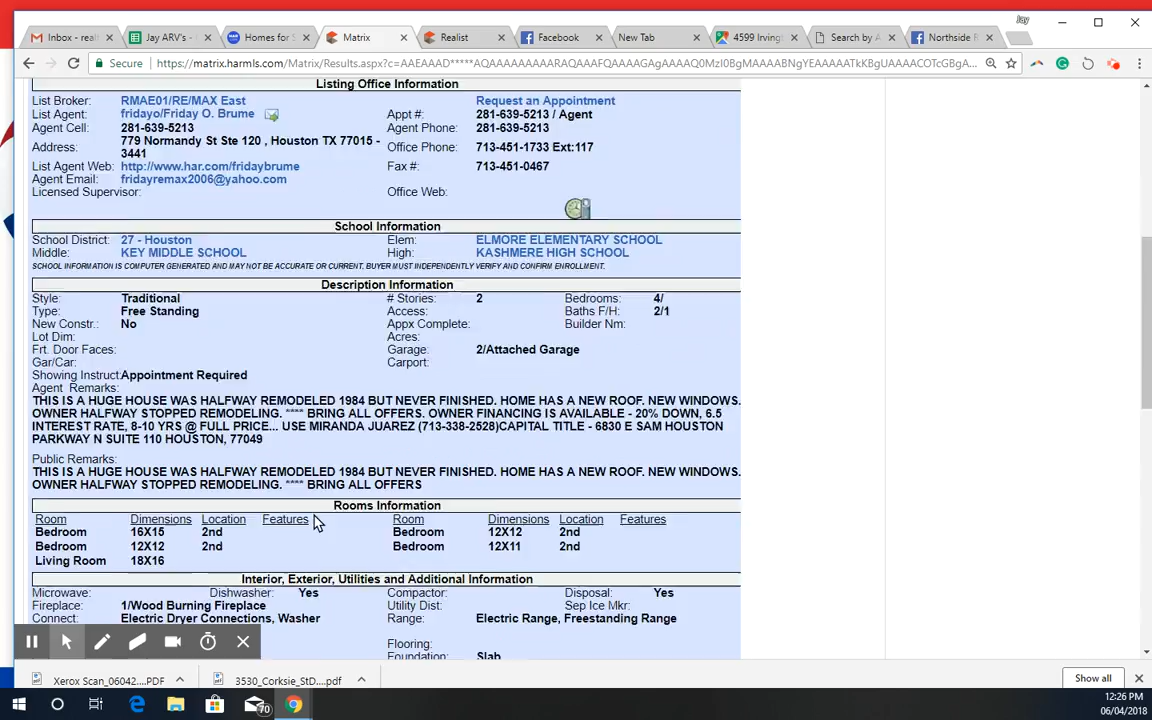 Jay
Inbox - realt
Jay ARV's -
Homes for S
Matrix
Realist
Facebook
New Tab
4599 Irving
Search by A
Northside R
Secure
https://matrix.harmls.com/Matrix/Results.aspx?c=AAEAAAD*****AQAAAAAAAAARAQAAAFQAAAAGAgAAAAQ0MzI0BgMAAAABNgYEAAAAATkKBgUAAAACOTcGBgA...
Listing Office Information
List Broker: RMAE01/RE/MAX East Request an Appointment
List Agent: fridayo/Friday O. Brume Appt #: 281-639-5213 / Agent
Agent Cell: 281-639-5213 Agent Phone: 281-639-5213
Address: 779 Normandy St Ste 120 , Houston TX 77015 - Office Phone: 713-451-1733 Ext:117
3441
List Agent Web: http://www.har.com/fridaybrume Fax #: 713-451-0467
Agent Email: fridayremax2006@yahoo.com
Licensed Supervisor: Office Web:
School Information
School District: 27 - Houston Elem: ELMORE ELEMENTARY SCHOOL
Middle: KEY MIDDLE SCHOOL High: KASHMERE HIGH SCHOOL
SCHOOL INFORMATION IS COMPUTER GENERATED AND MAY NOT BE ACCURATE OR CURRENT. BUYER MUST INDEPENDENTLY VERIFY AND CONFIRM ENROLLMENT.
Description Information
Style: Traditional # Stories: 2 Bedrooms: 4/
Type: Free Standing Access: Baths F/H: 2/1
New Constr.: No Appx Complete: Builder Nm:
Lot Dim: Acres:
Frt. Door Faces: Garage: 2/Attached Garage
Gar/Car: Carport:
Showing Instruct: Appointment Required
Agent Remarks:
THIS IS A HUGE HOUSE WAS HALFWAY REMODELED 1984 BUT NEVER FINISHED. HOME HAS A NEW ROOF. NEW WINDOWS.
OWNER HALFWAY STOPPED REMODELING. **** BRING ALL OFFERS. OWNER FINANCING IS AVAILABLE - 20% DOWN, 6.5
INTEREST RATE, 8-10 YRS @ FULL PRICE... USE MIRANDA JUAREZ (713-338-2528)CAPITAL TITLE - 6830 E SAM HOUSTON
PARKWAY N SUITE 110 HOUSTON, 77049
Public Remarks:
THIS IS A HUGE HOUSE WAS HALFWAY REMODELED 1984 BUT NEVER FINISHED. HOME HAS A NEW ROOF. NEW WINDOWS.
OWNER HALFWAY STOPPED REMODELING. **** BRING ALL OFFERS
Rooms Information
Room Dimensions Location Features Room Dimensions Location Features
Bedroom 16X15 2nd Bedroom 12X12 2nd
Bedroom 12X12 2nd Bedroom 12X11 2nd
Living Room 18X16
Interior, Exterior, Utilities and Additional Information
Microwave: Dishwasher: Yes Compactor: Disposal: Yes
Fireplace: 1/Wood Burning Fireplace Utility Dist: Sep Ice Mkr:
Connect: Electric Dryer Connections, Washer Range: Electric Range, Freestanding Range
Flooring:
Foundation: Slab
Xerox Scan_06042....PDF
3530_Corksie_StD....pdf
Show all
70
12:26 PM
06/04/2018